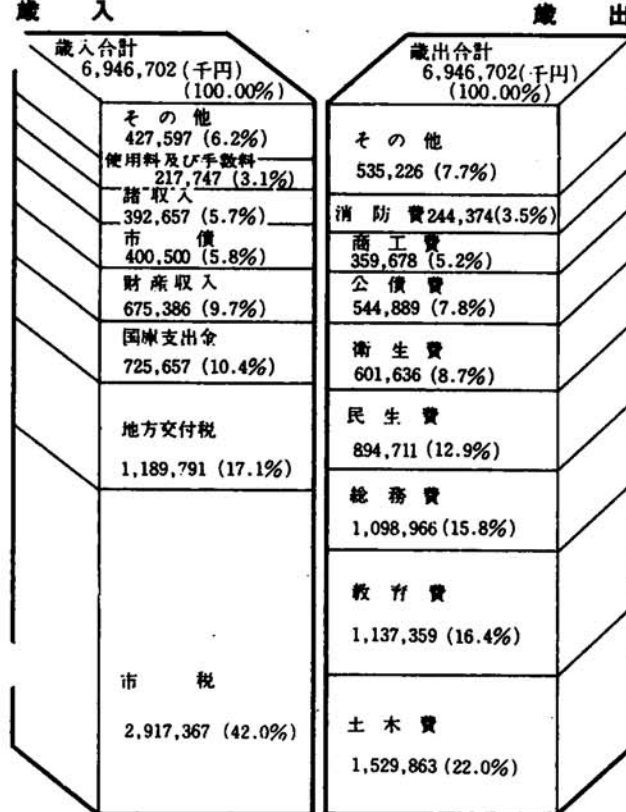 歳入
歳入合計
6,946,702(千円)
(100.00%)
その他
427,597 (6.2%)
使用料及び手数料
217,747 (3.1%)
諸収入
392,657 (5.7%)
市債
400,500 (5.8%)
財産収入
675,386 (9.7%)
国庫支出金
725,657 (10.4%)
地方交付税
1,189,791 (17.1%)
市税
2,917,367 (42.0%)
歳出
歳出合計
6,946,702(千円)
(100.00%)
その他
535,226 (7.7%)
消防費244,374(3.5%)
商工費
359,678 (5.2%)
公債費
544,889 (7.8%)
衛生費
601,636 (8.7%)
民生費
894,711 (12.9%)
総務費
1,098,966 (15.8%)
教育費
1,137,359 (16.4%)
土木費
1,529,863 (22.0%)